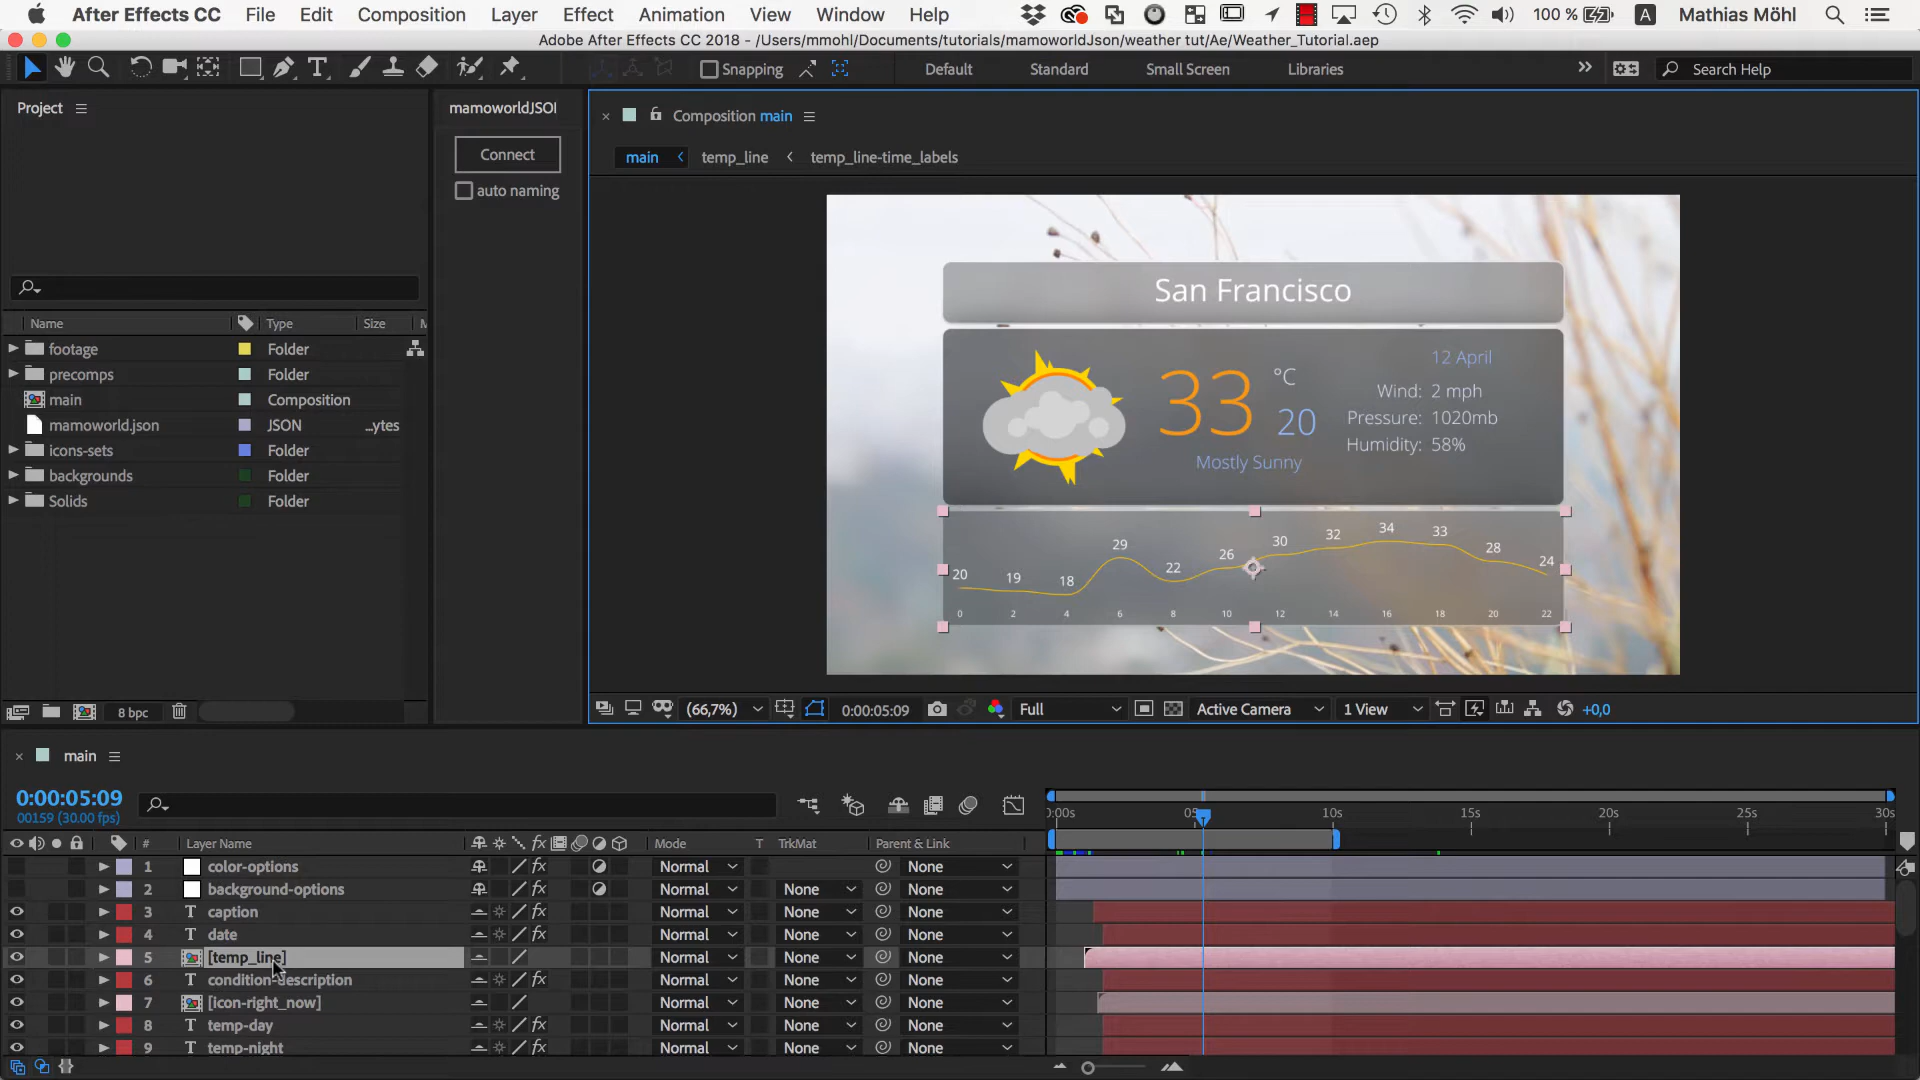 After Effects CC File Edit Composition Layer Effect Animation View Window Help 100 % A Mathias Möhl
Adobe After Effects CC 2018 - /Users/mmohl/Documents/tutorials/mamoworldJson/weather tut/Ae/Weather_Tutorial.aep
Snapping Default Standard Small Screen Libraries Search Help
Project
mamoworldJSOI
Composition main
Connect
main temp_line temp_line-time_labels
auto naming
San Francisco
Name Type Size
footage Folder
precomps Folder
main Composition
mamoworld.json JSON ...ytes
icons-sets Folder
backgrounds Folder
Solids Folder
12 April
33 °C
20
Wind: 2 mph
Pressure: 1020mb
Humidity: 58%
Mostly Sunny
20 19 18 29 22 26 30 32 34 33 28 24
0 2 4 6 8 10 12 14 16 18 20 22
8 bpc
(66,7%) 0:00:05:09 Full Active Camera 1 View +0,0
main
0:00:05:09
00159 (30.00 fps)
0:00s 05s 10s 15s 20s 25s 30s
# Layer Name fx Mode T TrkMat Parent & Link
1 color-options fx Normal None
2 background-options fx Normal None None
3 T caption fx Normal None None
4 T date fx Normal None None
5 [temp_line] Normal None None
6 T condition-description fx Normal None None
7 [icon-right_now] Normal None None
8 T temp-day fx Normal None None
9 T temp-night fx Normal None None